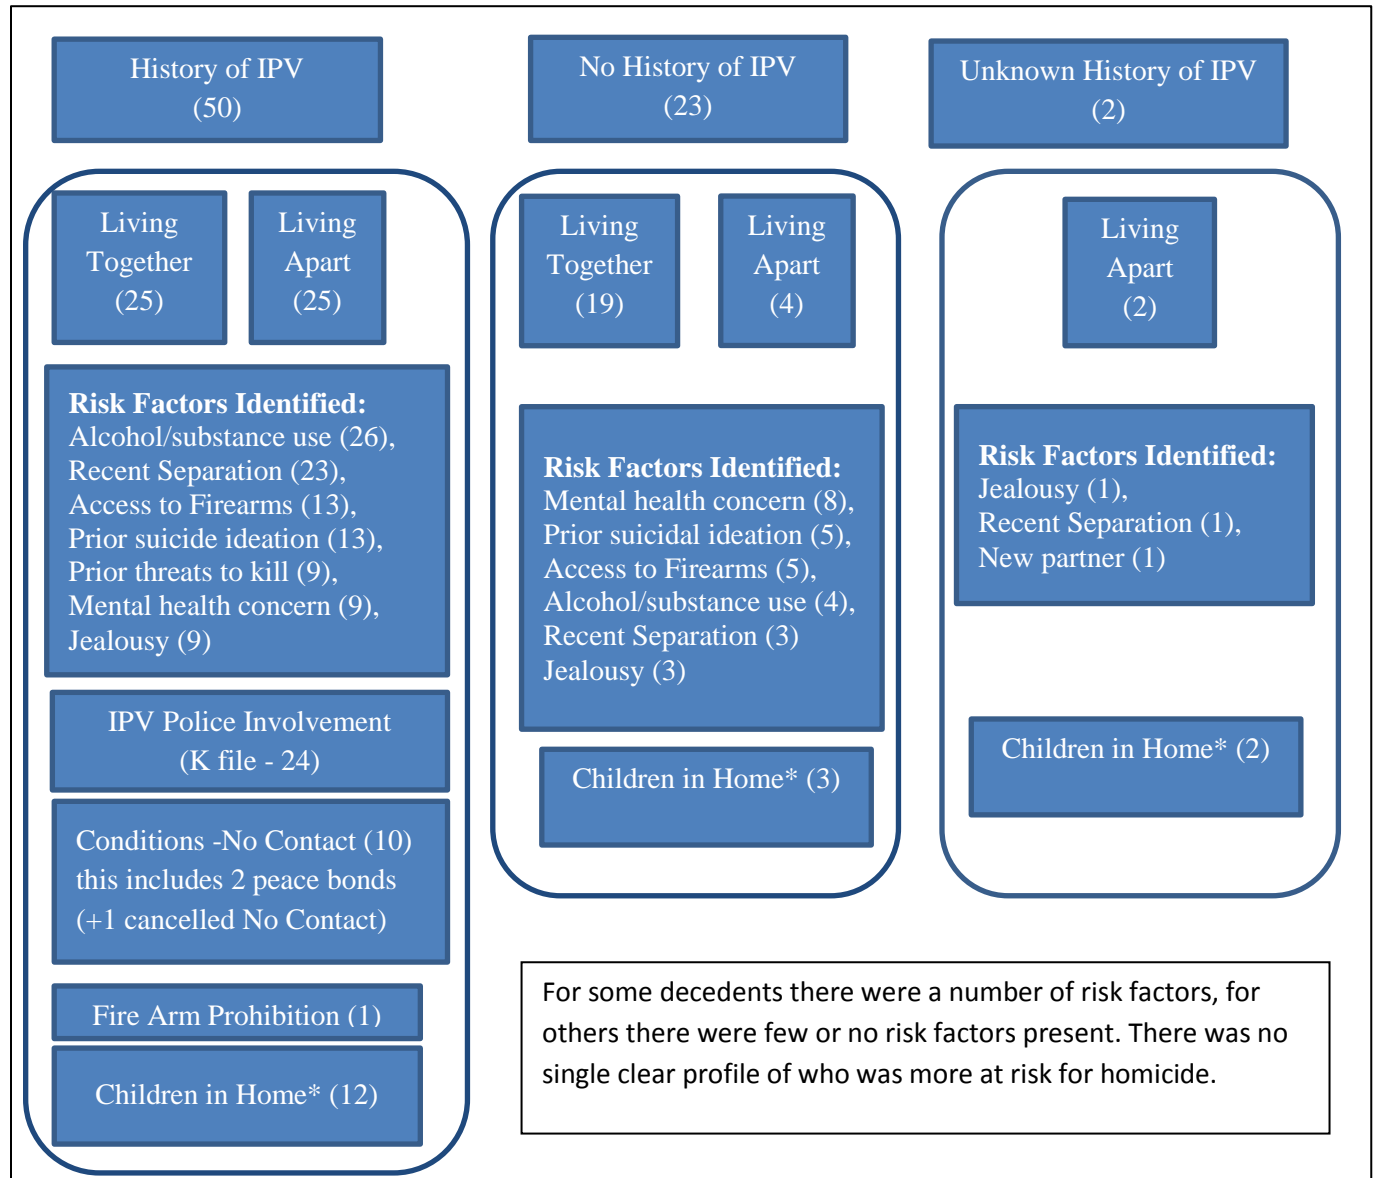 History of IPV
(50)
No History of IPV
(23)
Unknown History of IPV
(2)
Living
Together
(25)
Living
Apart
(25)
Risk Factors Identified:
Alcohol/substance use (26),
Recent Separation (23),
Access to Firearms (13),
Prior suicide ideation (13),
Prior threats to kill (9),
Mental health concern (9),
Jealousy (9)
IPV Police Involvement
(K file - 24)
Conditions -No Contact (10)
this includes 2 peace bonds
(+1 cancelled No Contact)
Fire Arm Prohibition (1)
Children in Home* (12)
Living
Together
(19)
Living
Apart
(4)
Risk Factors Identified:
Mental health concern (8),
Prior suicidal ideation (5),
Access to Firearms (5),
Alcohol/substance use (4),
Recent Separation (3)
Jealousy (3)
Children in Home* (3)
Living
Apart
(2)
Risk Factors Identified:
Jealousy (1),
Recent Separation (1),
New partner (1)
Children in Home* (2)
For some decedents there were a number of risk factors, for
others there were few or no risk factors present. There was no
single clear profile of who was more at risk for homicide.